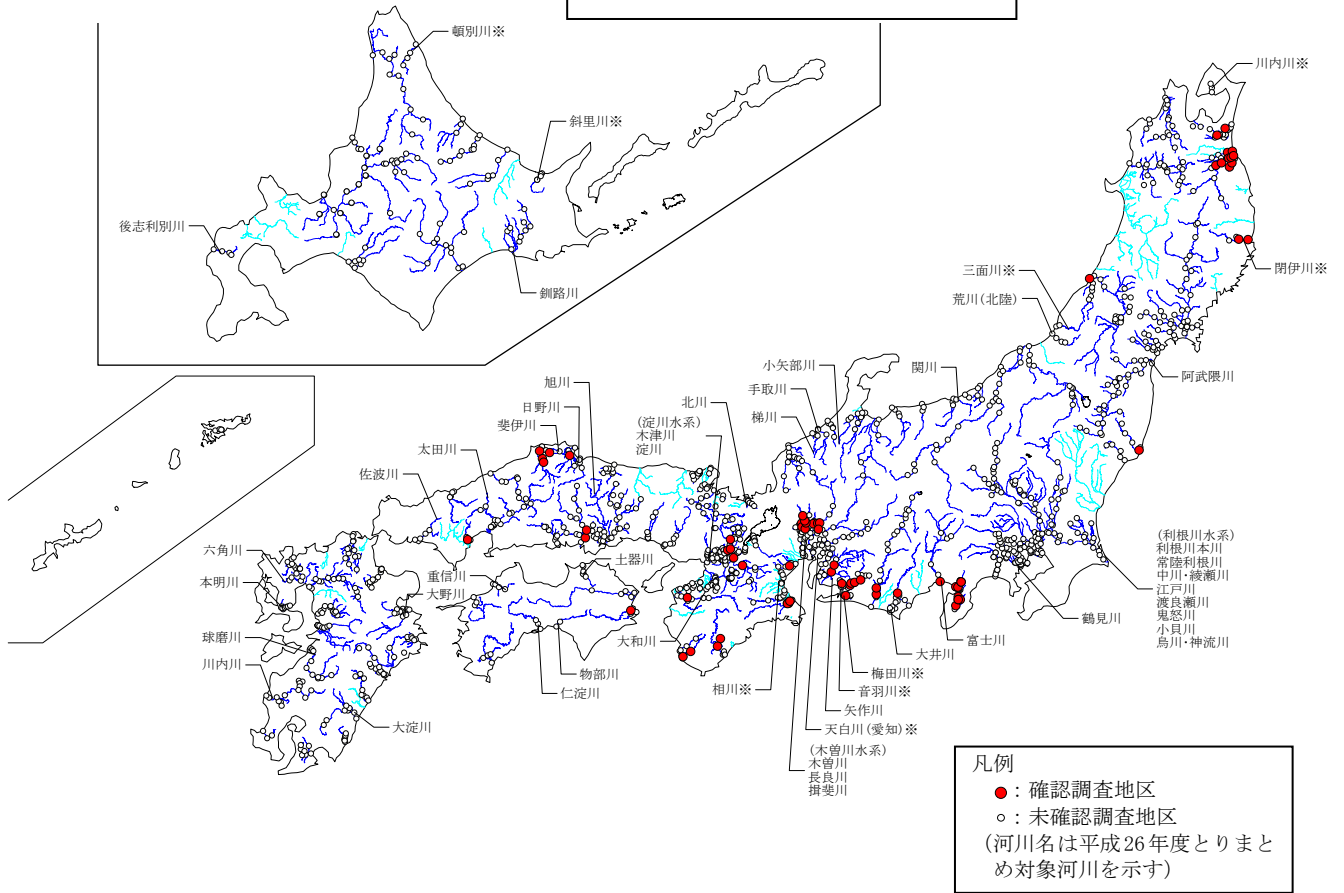 頓別川※
斜里川※
後志利別川
釧路川
川内川※
三面川※
荒川(北陸)
閉伊川※
阿武隈川
小矢部川
手取川
梯川
関川
旭川
日野川
斐伊川
太田川
佐波川
北川
(淀川水系)
木津川
淀川
六角川
本明川
球磨川
川内川
重信川
大野川
土器川
大和川
物部川
仁淀川
大淀川
相川※
(利根川水系)
利根川本川
常陸利根川
中川・綾瀬川
江戸川
渡良瀬川
鬼怒川
小貝川
烏川・神流川
鶴見川
富士川
大井川
梅田川※
音羽川※
矢作川
天白川(愛知)※
(木曽川水系)
木曽川
長良川
揖斐川
凡例
●：確認調査地区
○：未確認調査地区
(河川名は平成26年度とりまと
め対象河川を示す)